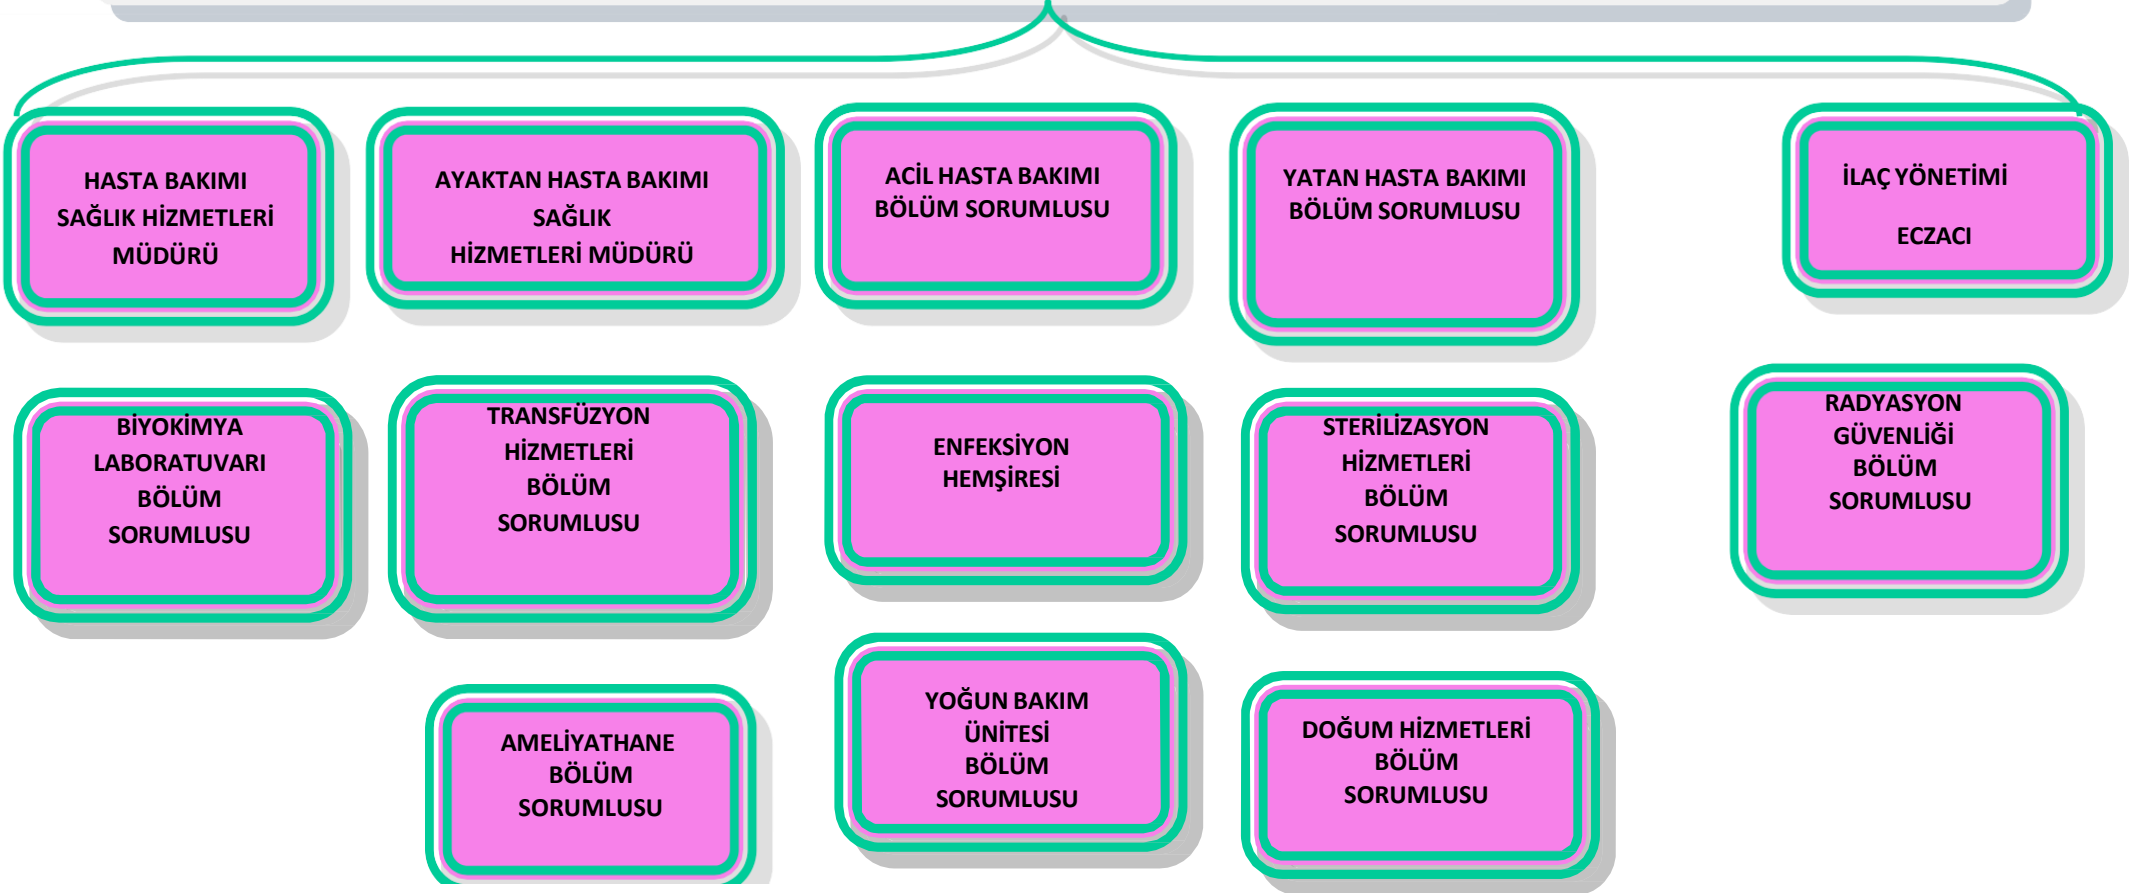 HASTA BAKIMI
SAĞLIK HİZMETLERİ
MÜDÜRÜ
AYAKTAN HASTA BAKIMI
SAĞLIK
HİZMETLERİ MÜDÜRÜ
ACİL HASTA BAKIMI
BÖLÜM SORUMLUSU
YATAN HASTA BAKIMI
BÖLÜM SORUMLUSU
İLAÇ YÖNETİMİ
ECZACI
BİYOKİMYA
LABORATUVARI
BÖLÜM
SORUMLUSU
TRANSFÜZYON
HİZMETLERİ
BÖLÜM
SORUMLUSU
ENFEKSİYON
HEMŞİRESİ
STERİLİZASYON
HİZMETLERİ
BÖLÜM
SORUMLUSU
RADYASYON
GÜVENLİĞİ
BÖLÜM
SORUMLUSU
AMELİYATHANE
BÖLÜM
SORUMLUSU
YOĞUN BAKIM
ÜNİTESİ
BÖLÜM
SORUMLUSU
DOĞUM HİZMETLERİ
BÖLÜM
SORUMLUSU